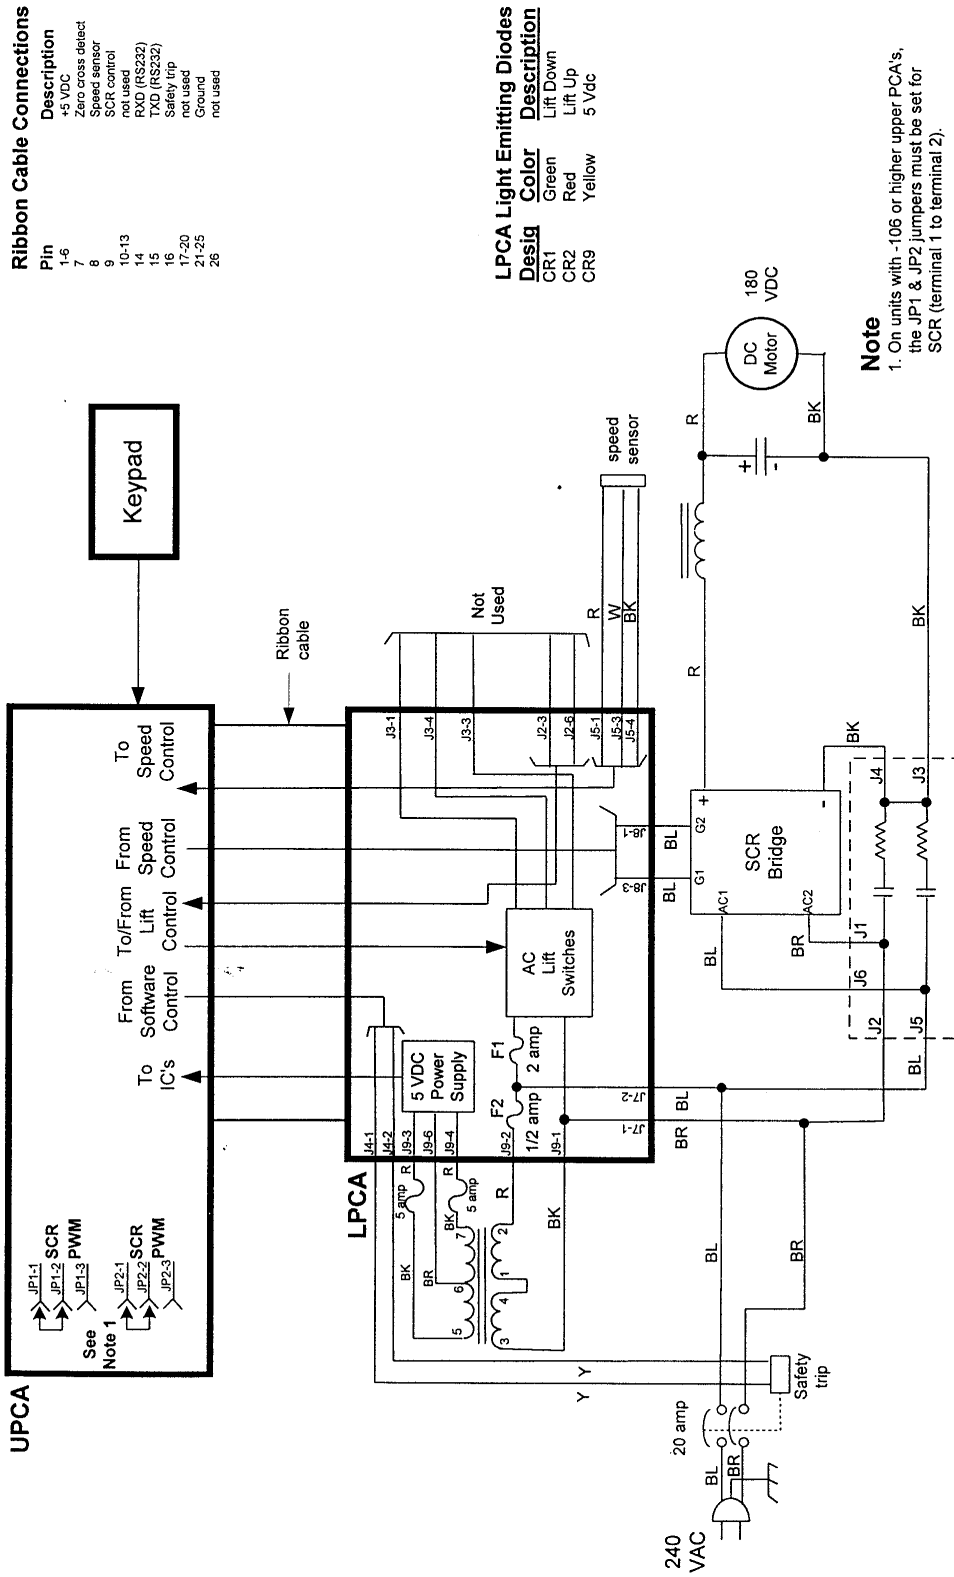 UPCA
JP1-1
JP1-2 SCR
JP1-3 PWM
See
Note 1
JP2-1
JP2-2 SCR
JP2-3 PWM
To
IC's
From
Software
Control
To/From
Lift
Control
From
Speed
Control
To
Speed
Control
Keypad
Ribbon
cable
Ribbon Cable Connections
Pin Description
1-6 +5 VDC
7 Zero cross detect
8 Speed sensor
9 SCR control
10-13 not used
14 RXD (RS232)
15 TXD (RS232)
16 Safety trip
17-20 not used
21-25 Ground
26 not used
LPCA
J4-1
J4-2
J9-3
J9-6
J9-4
J9-2
J9-1
5 VDC
Power
Supply
F2
1/2 amp
F1
2 amp
AC
Lift
Switches
J3-1
J3-4
J3-3
J2-3
J2-6
J5-1
J5-3
J5-4
J7-1
J7-2
J8-3
J8-1
Not
Used
R
W
BK
speed
sensor
LPCA Light Emitting Diodes
Desig Color Description
CR1 Green Lift Down
CR2 Red Lift Up
CR9 Yellow 5 Vdc
5 amp
R
BK
BR
R
5 amp
BK
5
6
7
3
4
1
2
R
BK
Y
Y
BR
BL
BL
BL
G1
G2
AC1
AC2
+
-
SCR
Bridge
BL
BR
BK
R
R
+
-
BK
DC
Motor
180
VDC
BK
J2
J5
J6
J1
J4
J3
BL
BL
BR
240
VAC
BL
BR
20 amp
Safety
trip
Note
1. On units with -106 or higher upper PCA's,
the JP1 & JP2 jumpers must be set for
SCR (terminal 1 to terminal 2).